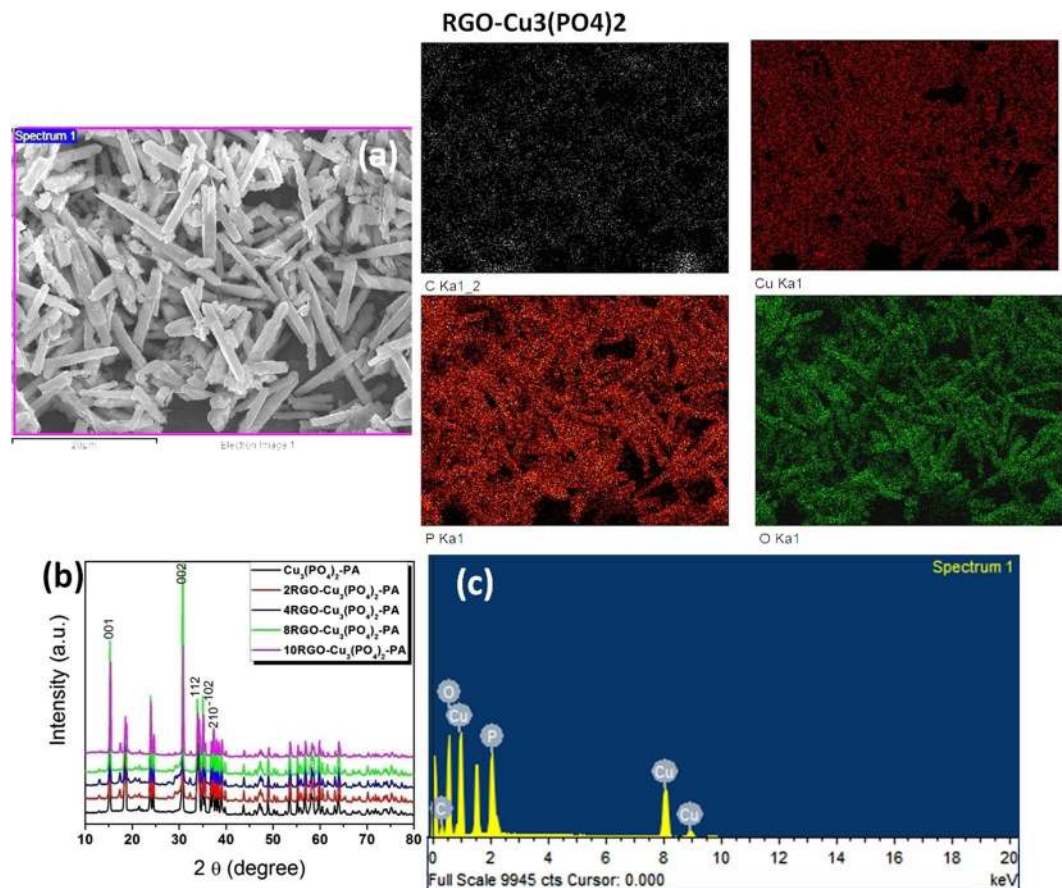 RGO-Cu3(PO4)2
Spectrum 1
(a)
20μm
Electron Image 1
C Ka1_2
Cu Ka1
P Ka1
O Ka1
(b)
Intensity (a.u.)
001
002
112
-102
210
Cu₃(PO₄)₂-PA
2RGO-Cu₃(PO₄)₂-PA
4RGO-Cu₃(PO₄)₂-PA
8RGO-Cu₃(PO₄)₂-PA
10RGO-Cu₃(PO₄)₂-PA
10 20 30 40 50 60 70 80
2 θ (degree)
(c)
Spectrum 1
O
Cu
P
C
Cu
Cu
0 2 4 6 8 10 12 14 16 18 20
Full Scale 9945 cts Cursor: 0.000 keV